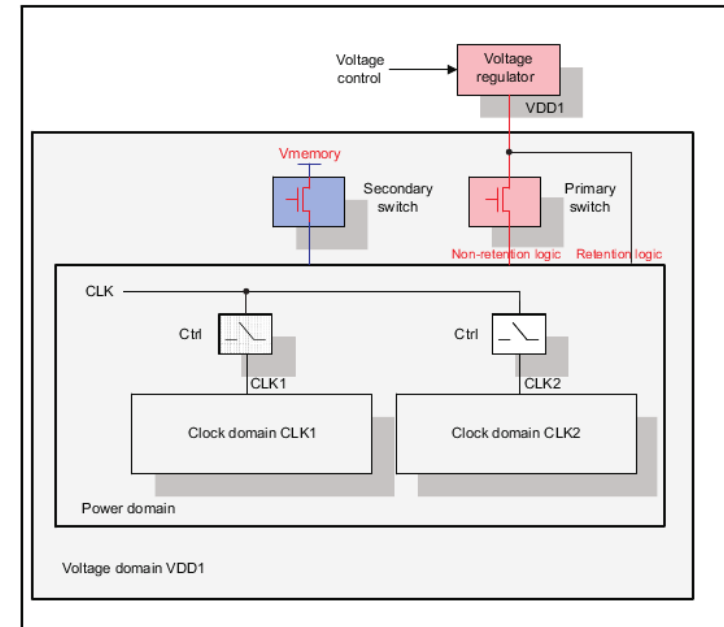 Voltage
control
Voltage
regulator
VDD1
Vmemory
Secondary
switch
Primary
switch
Non-retention logic
Retention logic
CLK
Ctrl
Ctrl
CLK1
CLK2
Clock domain CLK1
Clock domain CLK2
Power domain
Voltage domain VDD1